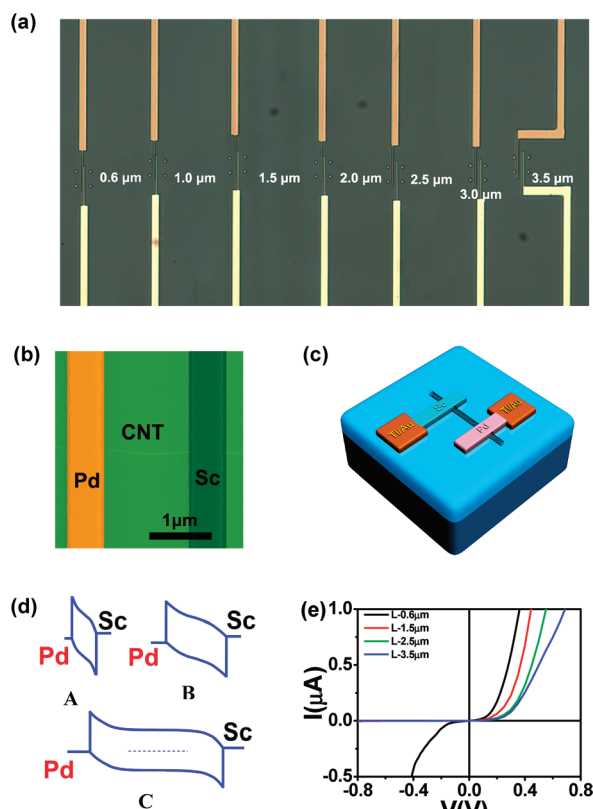 (a)
0.6 µm 1.0 µm 1.5 µm 2.0 µm 2.5 µm 3.0 µm 3.5 µm
(b)
CNT
Pd Sc
1µm
(c)
Ti/Au Sc Pd Ti/Au
(d)
Sc Sc
Pd Pd
A B
Sc
Pd
C
(e)
1.0
L-0.6µm
L-1.5µm
L-2.5µm
L-3.5µm
0.5
I(µA)
0.0
-0.5
-0.8 -0.4 0.0 0.4 0.8
V(V)